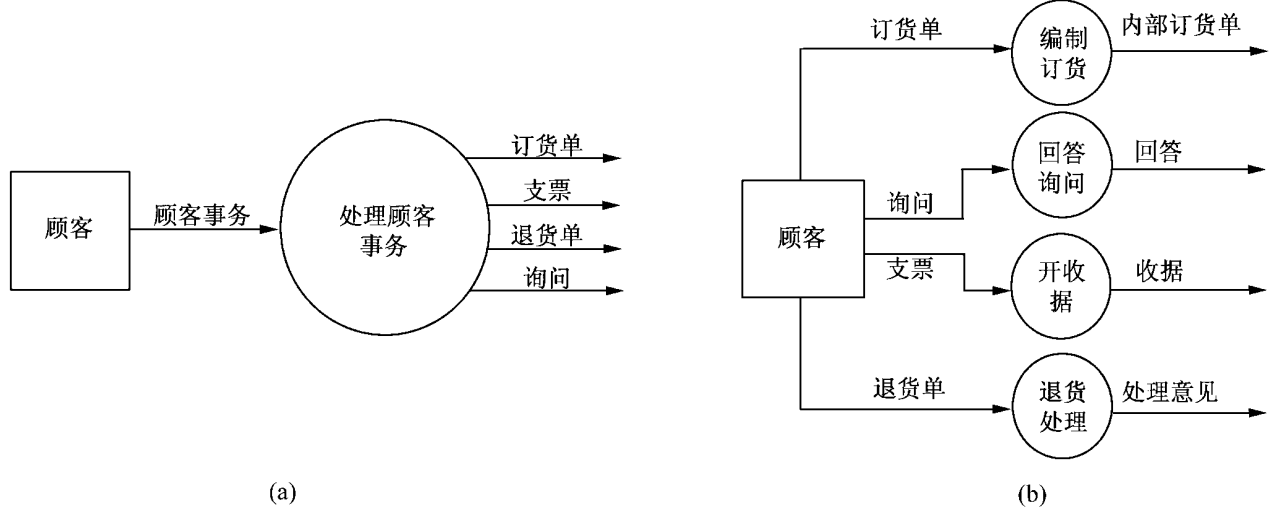 顾客
顾客事务
处理顾客
事务
订货单
支票
退货单
询问
(a)
订货单
编制
订货
内部订货单
顾客
询问
回答
询问
回答
支票
开收
据
收据
退货单
退货
处理
处理意见
(b)